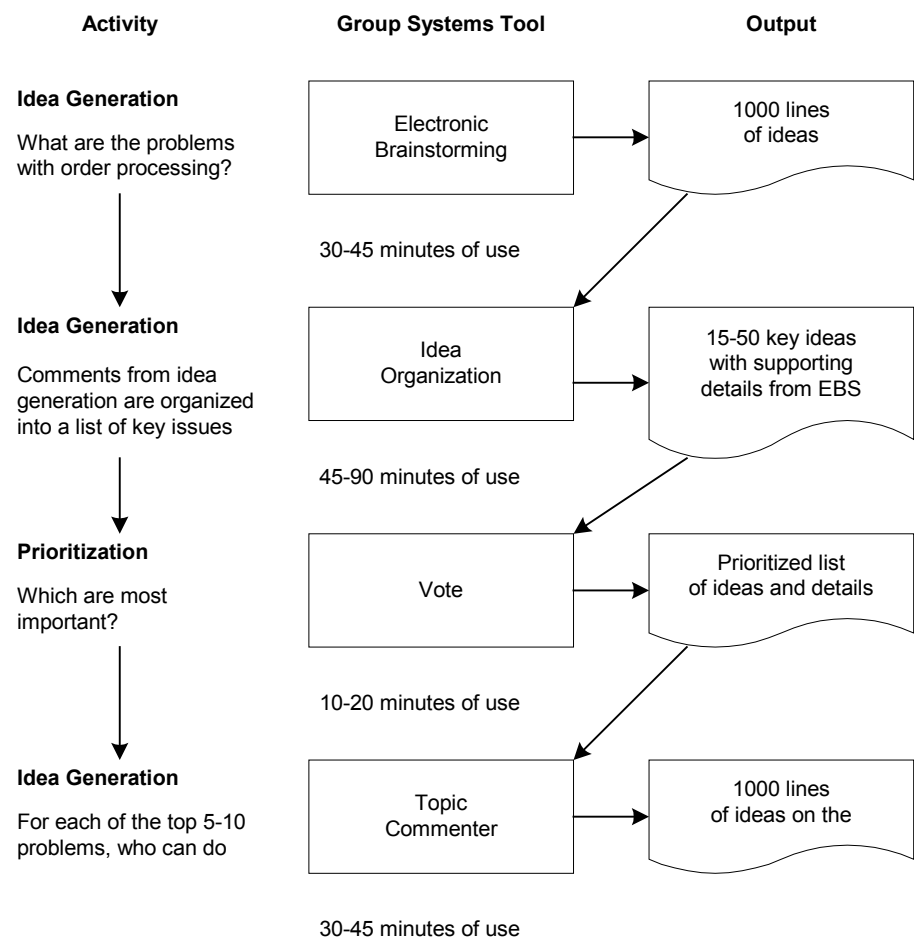 Activity
Group Systems Tool
Output
Idea Generation
What are the problems
with order processing?
Electronic
Brainstorming
1000 lines
of ideas
30-45 minutes of use
Idea Generation
Comments from idea
generation are organized
into a list of key issues
Idea
Organization
15-50 key ideas
with supporting
details from EBS
45-90 minutes of use
Prioritization
Which are most
important?
Vote
Prioritized list
of ideas and details
10-20 minutes of use
Idea Generation
For each of the top 5-10
problems, who can do
Topic
Commenter
1000 lines
of ideas on the
30-45 minutes of use